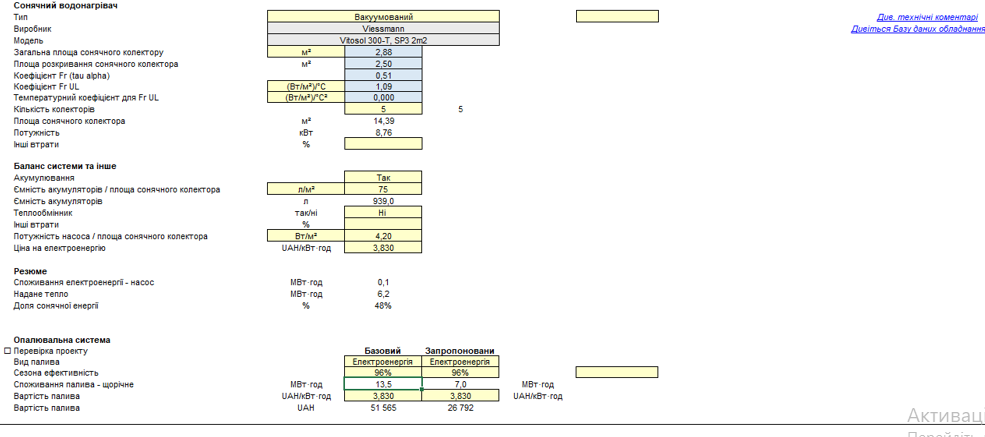 Сонячний водонагрівач
Тип Вакуумований Див. технічні коментарі
Виробник Viessmann Дивіться Базу даних обладнання
Модель Vitosol 300-T, SP3 2m2
Загальна площа сонячного колектору м² 2,88
Площа розкривання сонячного колектора м² 2,50
Коефіцієнт Fr (tau alpha) 0,51
Коефіцієнт Fr UL (Вт/м²)/°C 1,09
Температурний коефіцієнт для Fr UL (Вт/м²)/°C² 0,000
Кількість колекторів 5 5
Площа сонячного колектора м² 14,39
Потужність кВт 8,76
Інші втрати %
Баланс системи та інше
Акумулювання Так
Ємність акумуляторів / площа сонячного колектора л/м² 75
Ємність акумуляторів л 939,0
Теплообмінник так/ні Ні
Інші втрати %
Потужність насоса / площа сонячного колектора Вт/м² 4,20
Ціна на електроенергію UAH/кВт·год 3,830
Резюме
Споживання електроенергії - насос МВт·год 0,1
Надане тепло МВт·год 6,2
Доля сонячної енергії % 48%
Опалювальна система
Перевірка проекту Базовий Запропоновани
Вид палива Електроенергія Електроенергія
Сезона ефективність 96% 96%
Споживання палива - щорічне МВт·год 13,5 7,0 МВт·год
Вартість палива UAH/кВт·год 3,830 3,830 UAH/кВт·год
Вартість палива UAH 51 565 26 792
Активаці